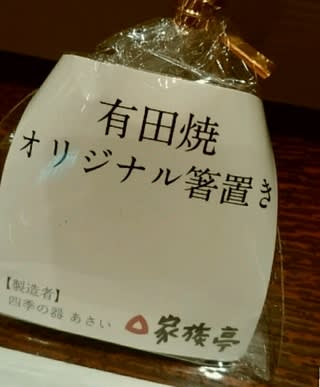 有田焼
オリジナル箸置き
【製造者】
四季の器 あさい
家族亭